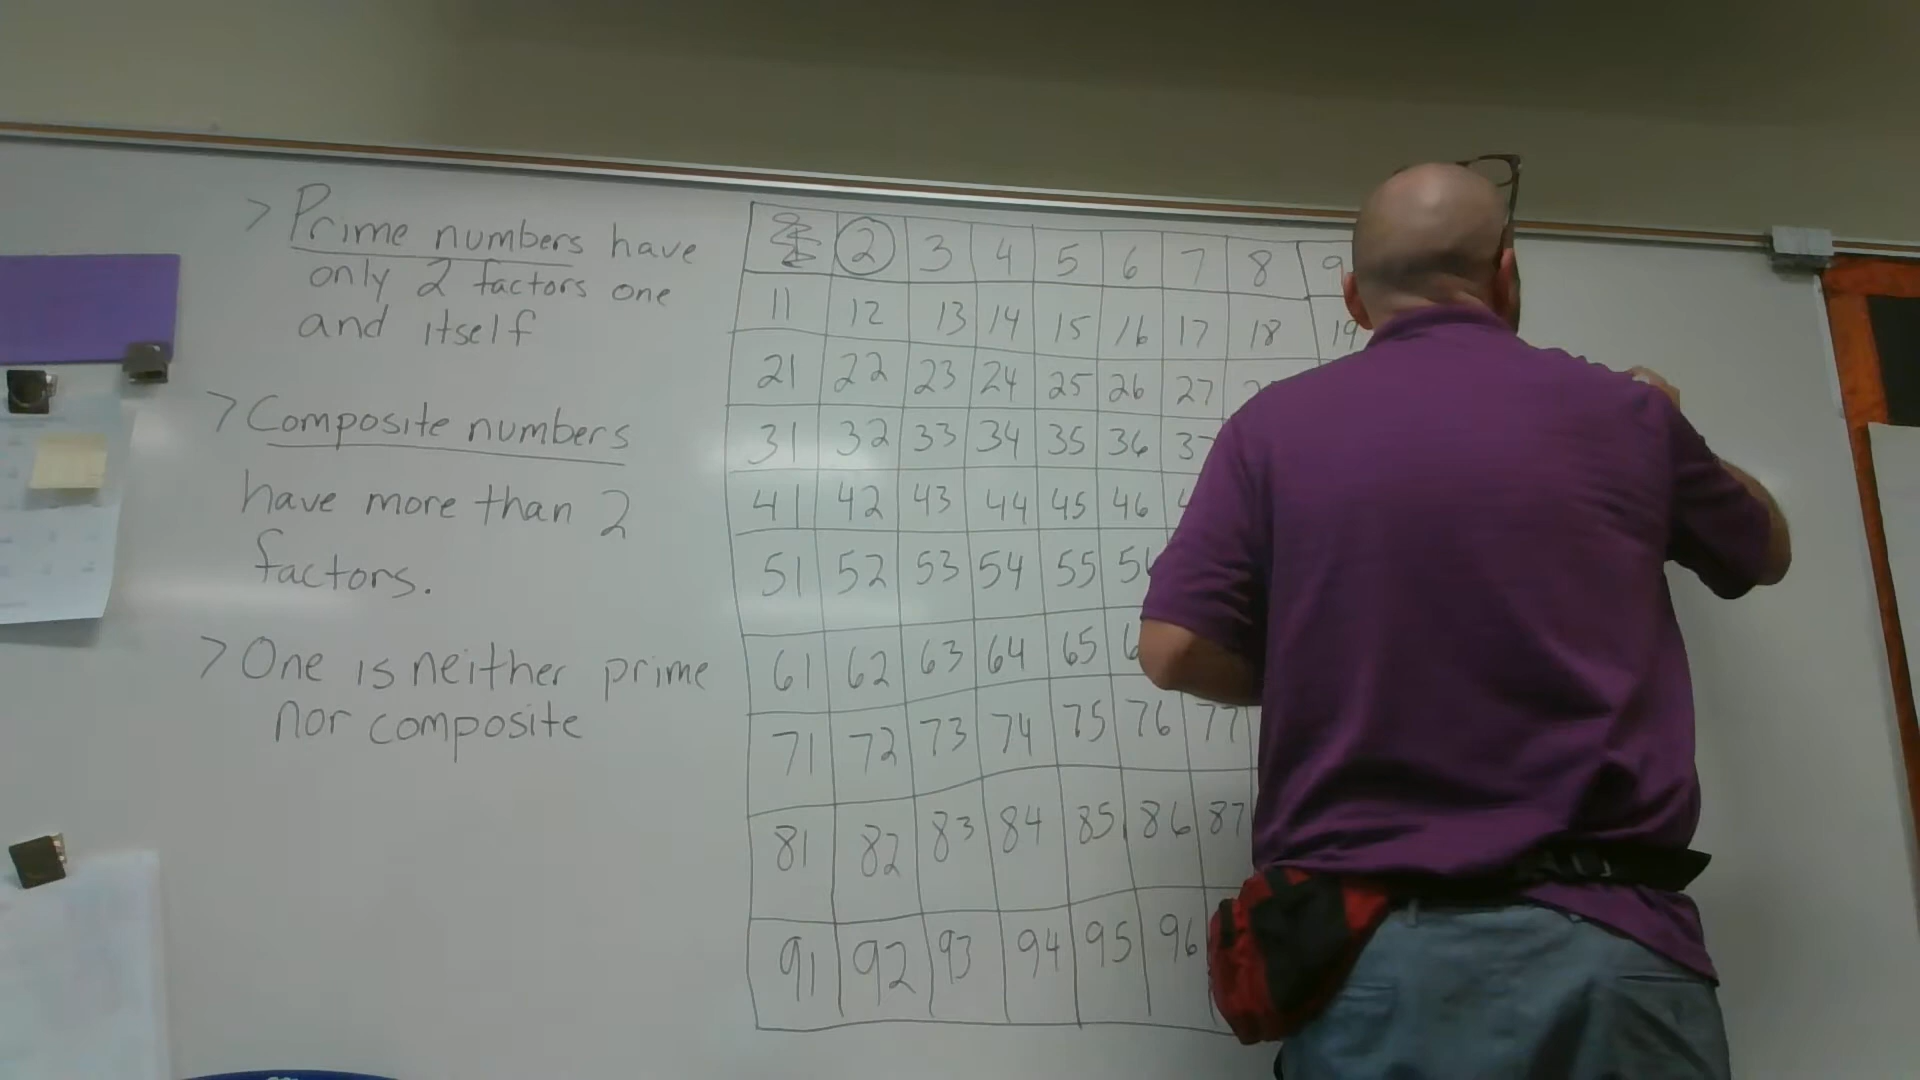 > Prime numbers have
only 2 factors one
and itself
> Composite numbers
have more than 2
factors.
> One is neither prime
nor composite
2 3 4 5 6 7 8 9
11 12 13 14 15 16 17 18 19
21 22 23 24 25 26 27
31 32 33 34 35 36 37
41 42 43 44 45 46
51 52 53 54 55
61 62 63 64 65
71 72 73 74 75 76 77
81 82 83 84 85 86 87
91 92 93 94 95 96